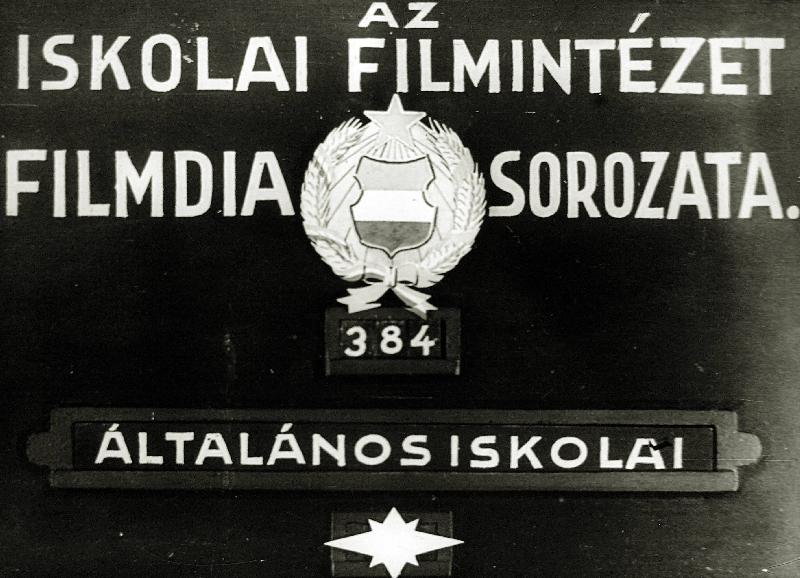 AZ
ISKOLAI FILMINTÉZET
FILMDIA SOROZATA.
384
ÁLTALÁNOS ISKOLAI